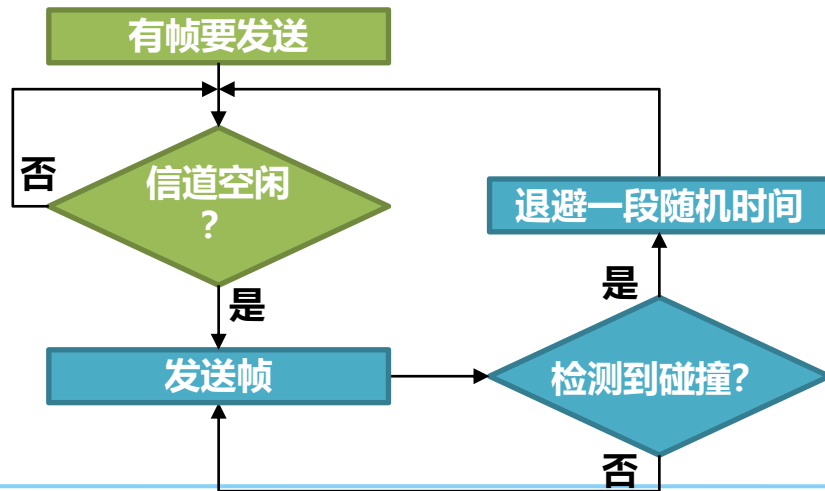 有帧要发送
否
信道空闲
？
退避一段随机时间
是
是
发送帧
检测到碰撞?
否